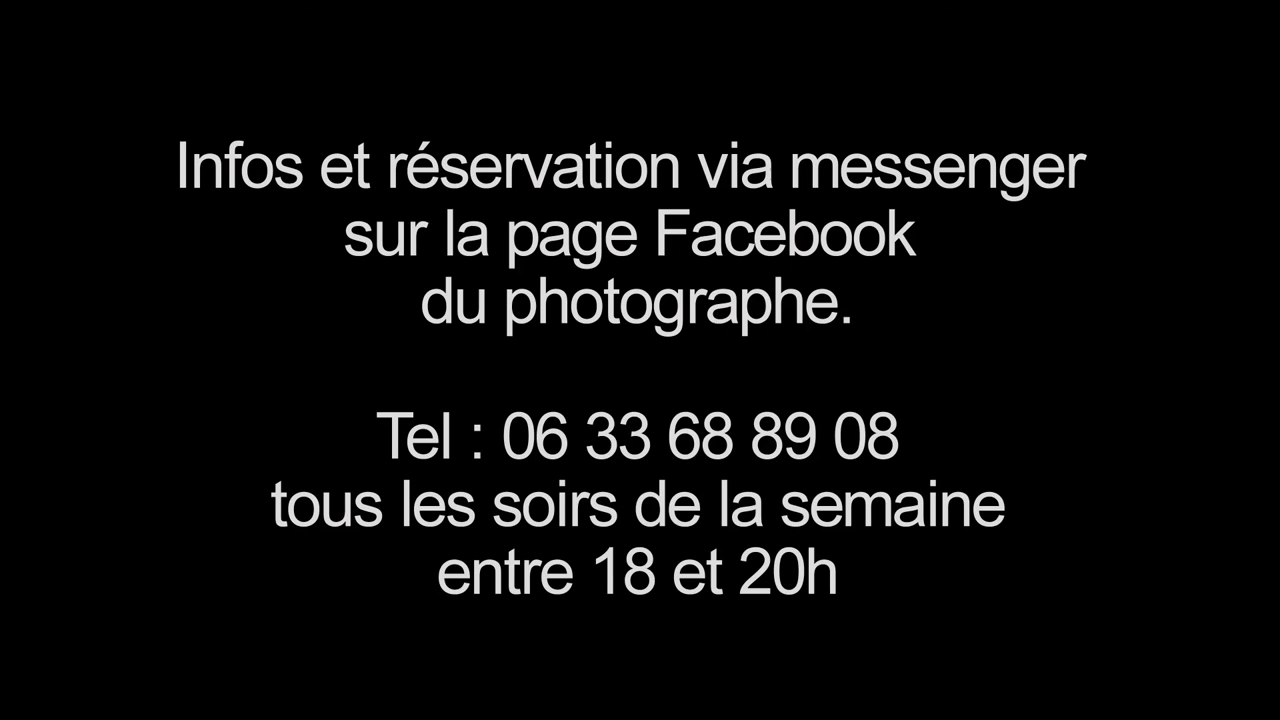 Infos et réservation via messenger
sur la page Facebook
du photographe.
Tel : 06 33 68 89 08
tous les soirs de la semaine
entre 18 et 20h